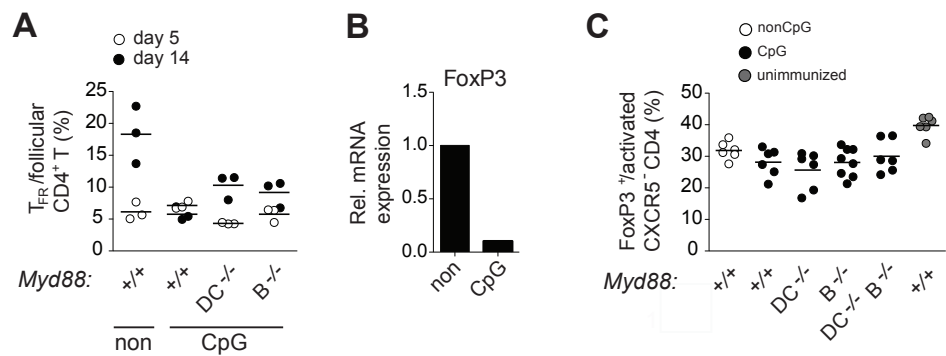 A
day 5
day 14
T_FR/follicular
CD4⁺ T (%)
25
20
15
10
5
0
Myd88:
+/+
+/+
DC -/-
B -/-
non
CpG
B
FoxP3
Rel. mRNA
expression
1.5
1.0
0.5
0.0
non
CpG
C
nonCpG
CpG
unimmunized
FoxP3⁺/activated
CXCR5⁻ CD4 (%)
50
40
30
20
10
0
Myd88:
+/+
+/+
DC -/-
B -/-
DC -/- B -/-
+/+